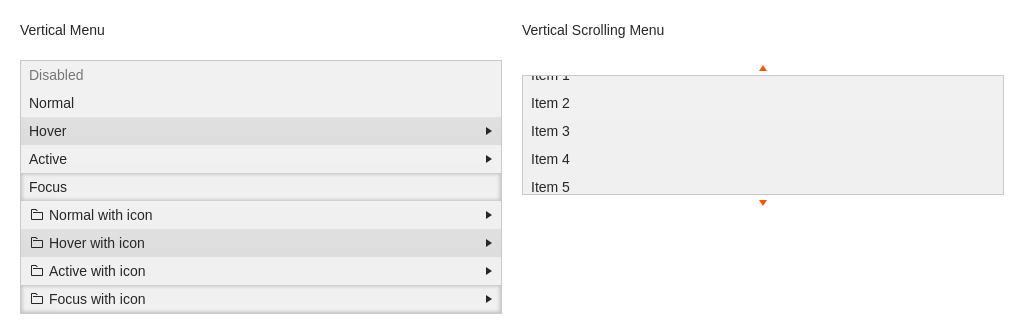 Vertical Menu
Disabled
Normal
Hover
Active
Focus
Normal with icon
Hover with icon
Active with icon
Focus with icon
Vertical Scrolling Menu
Item 1
Item 2
Item 3
Item 4
Item 5